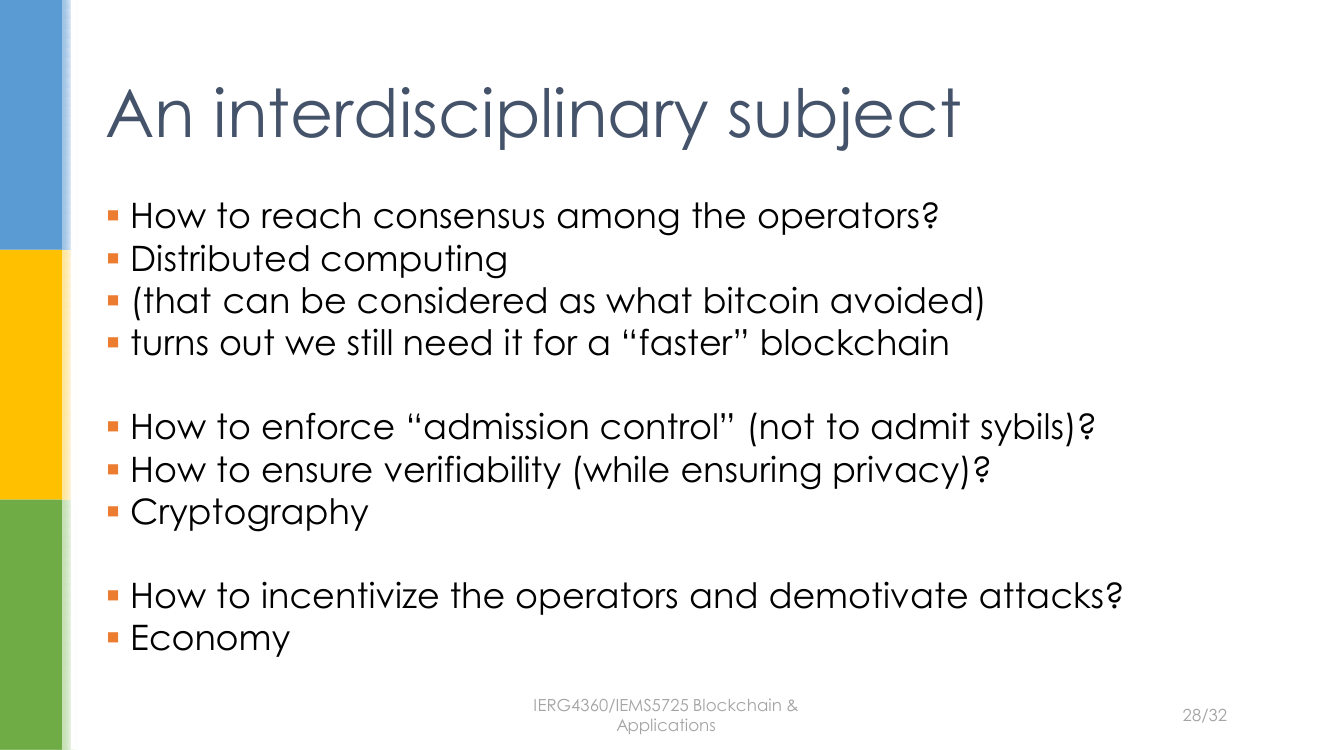 An interdisciplinary subject
▪ How to reach consensus among the operators?
▪ Distributed computing
▪ (that can be considered as what bitcoin avoided)
▪ turns out we still need it for a “faster” blockchain
▪ How to enforce “admission control” (not to admit sybils)?
▪ How to ensure verifiability (while ensuring privacy)?
▪ Cryptography
▪ How to incentivize the operators and demotivate attacks?
▪ Economy
IERG4360/IEMS5725 Blockchain &
Applications
28/32